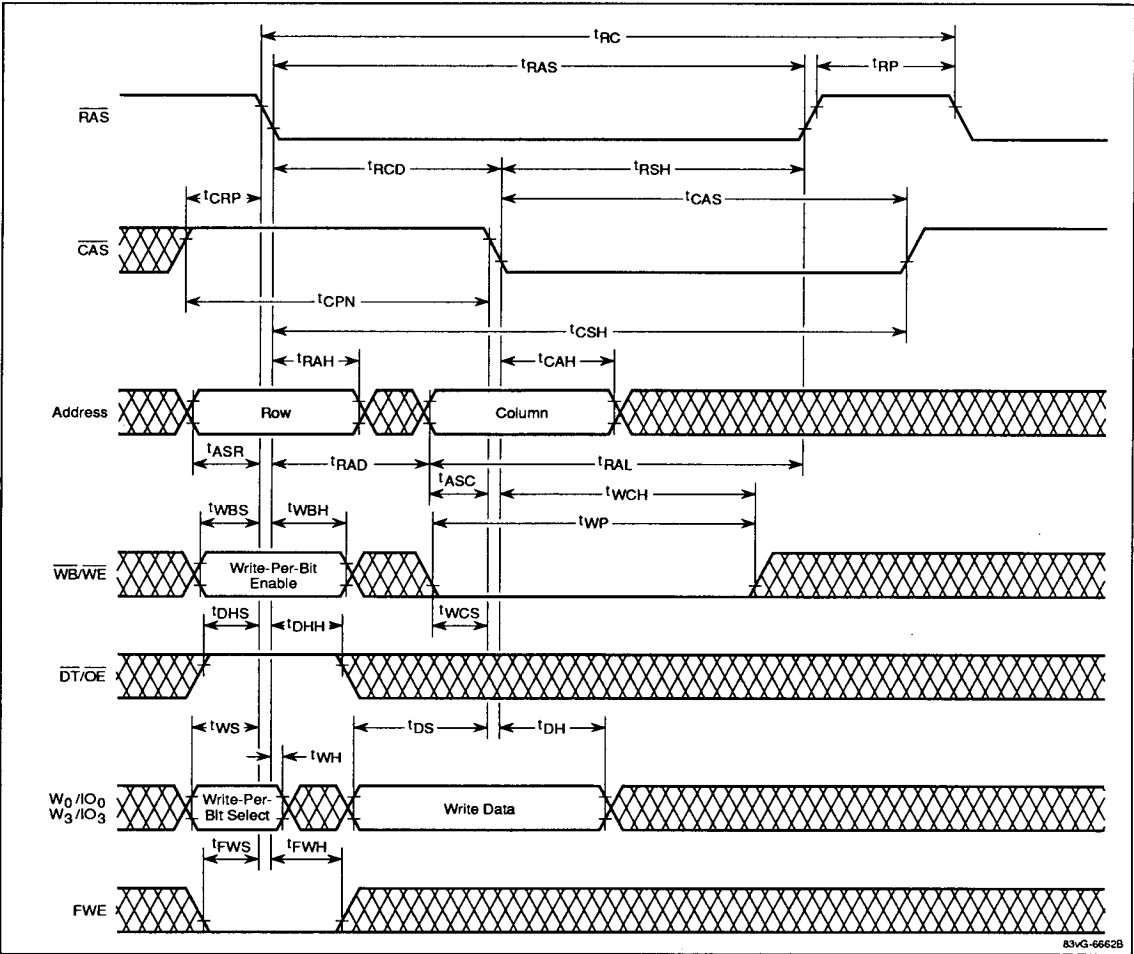 tRC
tRAS
tRP
RAS
tRCD
tRSH
tCRP
tCAS
CAS
tCPN
tCSH
tRAH
tCAH
Address
Row
Column
tASR
tRAD
tRAL
tASC
tWCH
tWBS
tWBH
tWP
WB/WE
Write-Per-Bit
Enable
tDHS
tDHH
tWCS
DT/OE
tWS
tDS
tDH
tWH
W0/IO0
W3/IO3
Write-Per-
Bit Select
Write Data
tFWS
tFWH
FWE
83vG-6662B